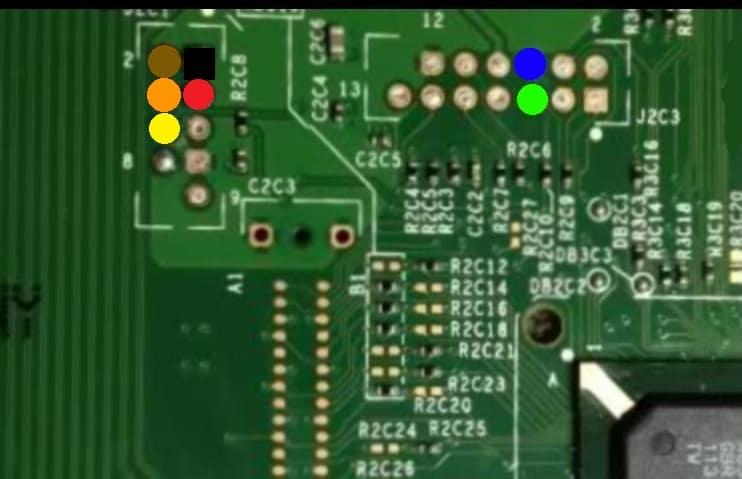 12
2
C2C6
2
R2C8
C2C4
13
J2C3
C2C5
R2C6
8
9
C2C3
R2C4
R2C5
R2C3
C2C2
R2C7
R2C27
R2C10
R2C9
DB2C1
R3C3
R3C16
R3C14
R3C18
R3C19
R3C20
DB3C3
DB2C2
A1
B1
R2C12
R2C14
R2C16
R2C18
R2C21
R2C23
R2C20
R2C24
R2C25
R2C26
1
A